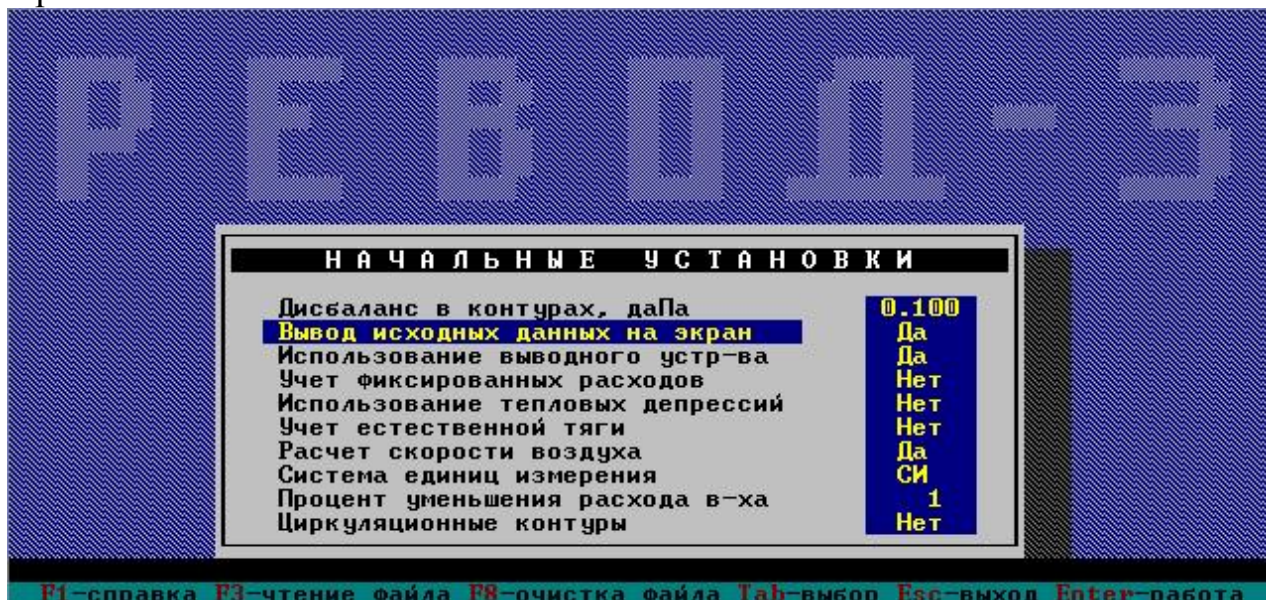 РЕВОД-3
НАЧАЛЬНЫЕ УСТАНОВКИ
Дисбаланс в контурах, даПа 0.100
Вывод исходных данных на экран Да
Использование выводного устр-ва Да
Учет фиксированных расходов Нет
Использование тепловых депрессий Нет
Учет естественной тяги Нет
Расчет скорости воздуха Да
Система единиц измерения СИ
Процент уменьшения расхода в-ха 1
Циркуляционные контуры Нет
F1-справка F3-чтение файла F8-очистка файла Tab-выбор Esc-выход Enter-работа